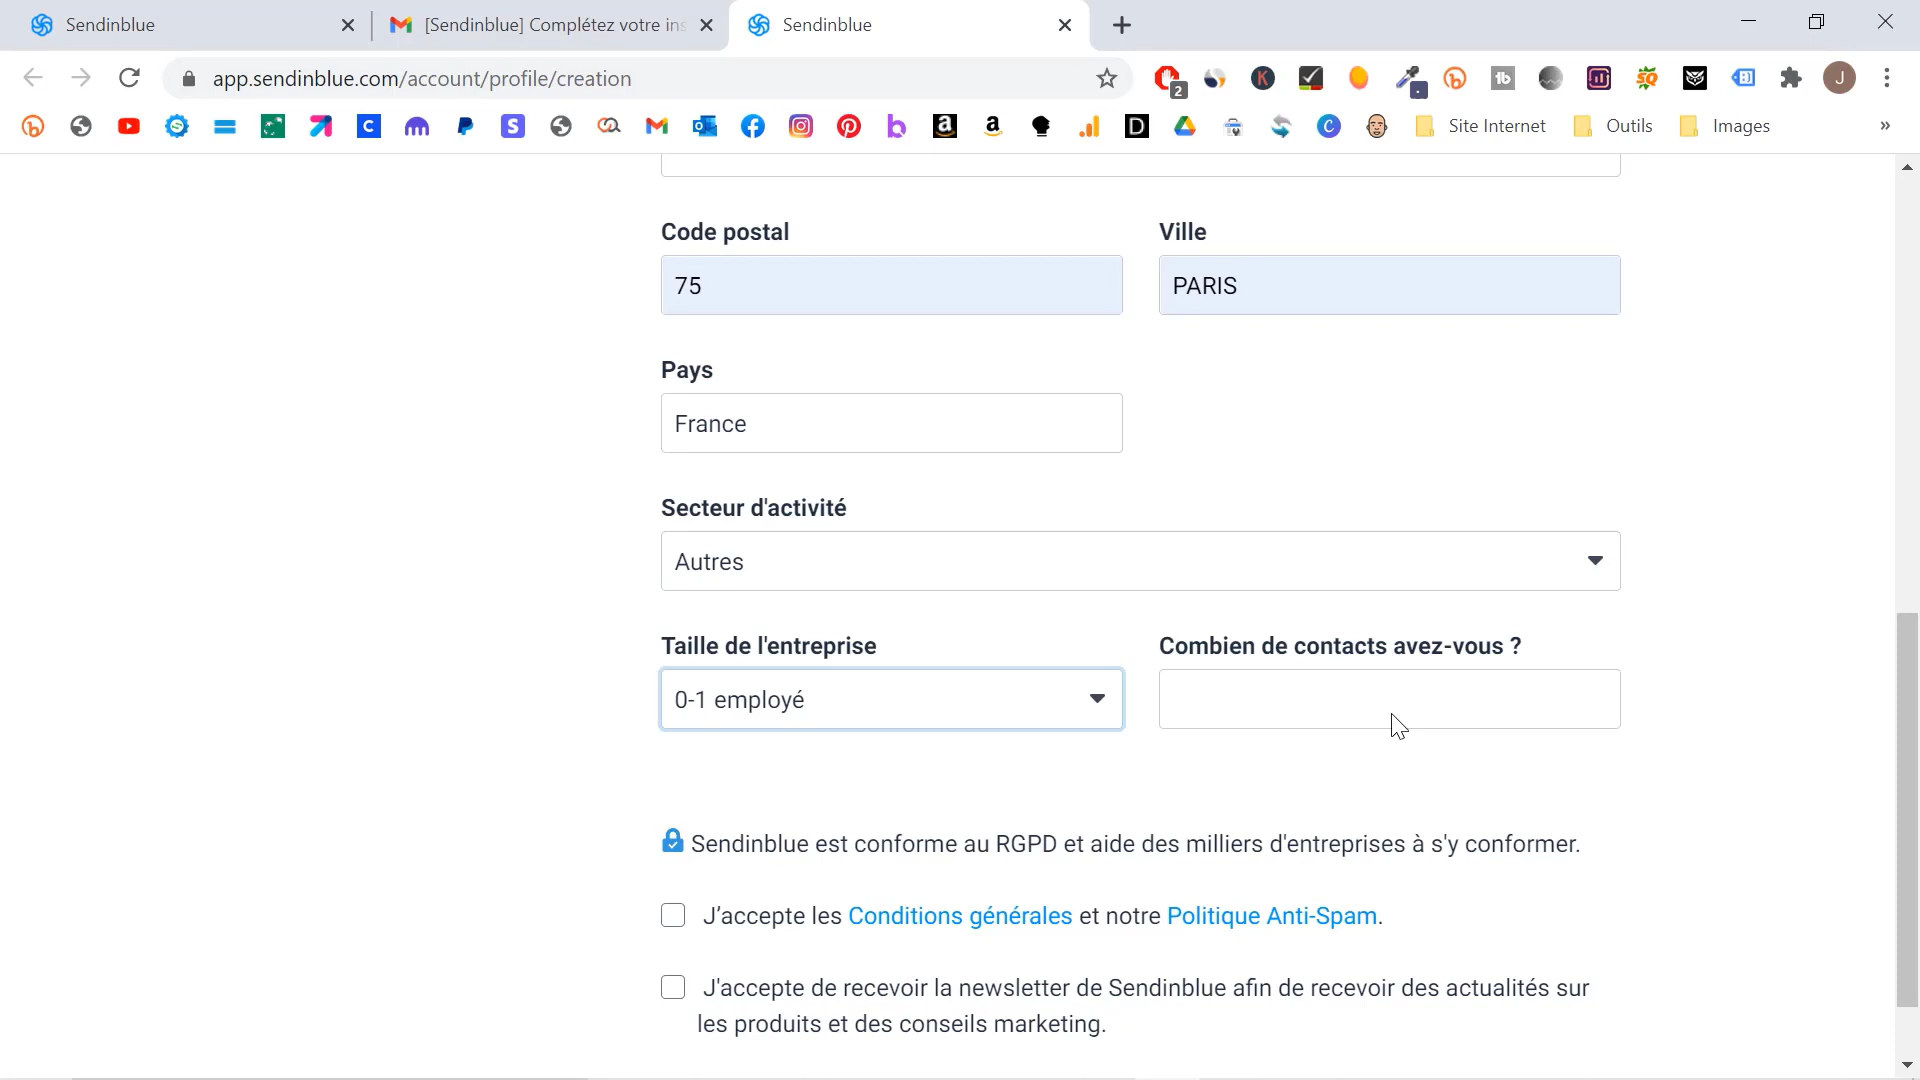 Sendinblue
[Sendinblue] Complétez votre ins
Sendinblue
app.sendinblue.com/account/profile/creation
2
J
Site Internet
Outils
Images
»
Code postal
Ville
75
PARIS
Pays
France
Secteur d'activité
Autres
Taille de l'entreprise
Combien de contacts avez-vous ?
0-1 employé
Sendinblue est conforme au RGPD et aide des milliers d'entreprises à s'y conformer.
J’accepte les Conditions générales et notre Politique Anti-Spam.
J'accepte de recevoir la newsletter de Sendinblue afin de recevoir des actualités sur
les produits et des conseils marketing.